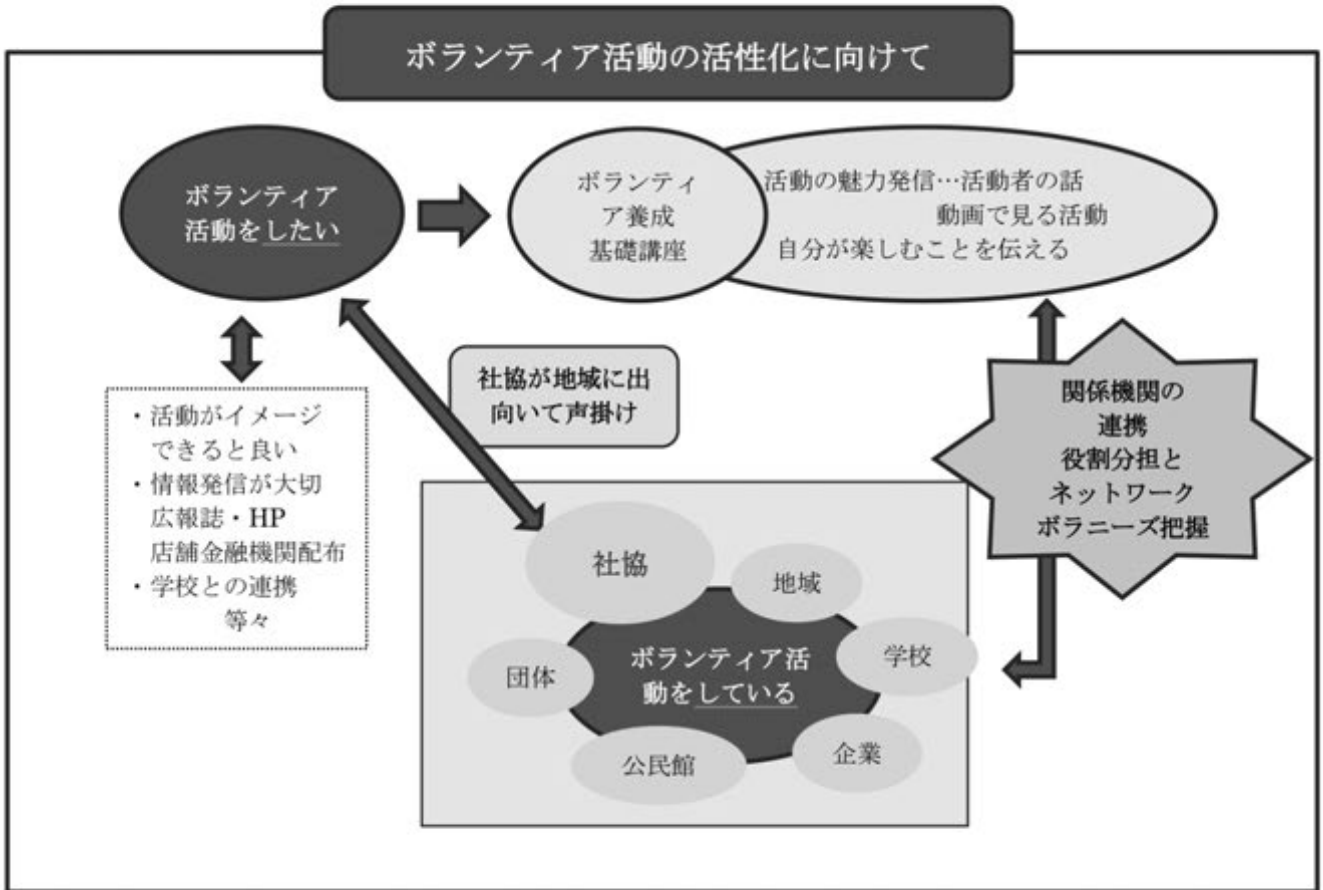 ボランティア活動の活性化に向けて
ボランティア
活動をしたい
ボランティ
ア養成
基礎講座
活動の魅力発信…活動者の話
動画で見る活動
自分が楽しむことを伝える
社協が地域に出
向いて声掛け
・活動がイメージ
できると良い
・情報発信が大切
広報誌・HP
店舗金融機関配布
・学校との連携
等々
関係機関の
連携
役割分担と
ネットワーク
ボラニーズ把握
社協
地域
学校
団体
ボランティア活
動をしている
公民館
企業